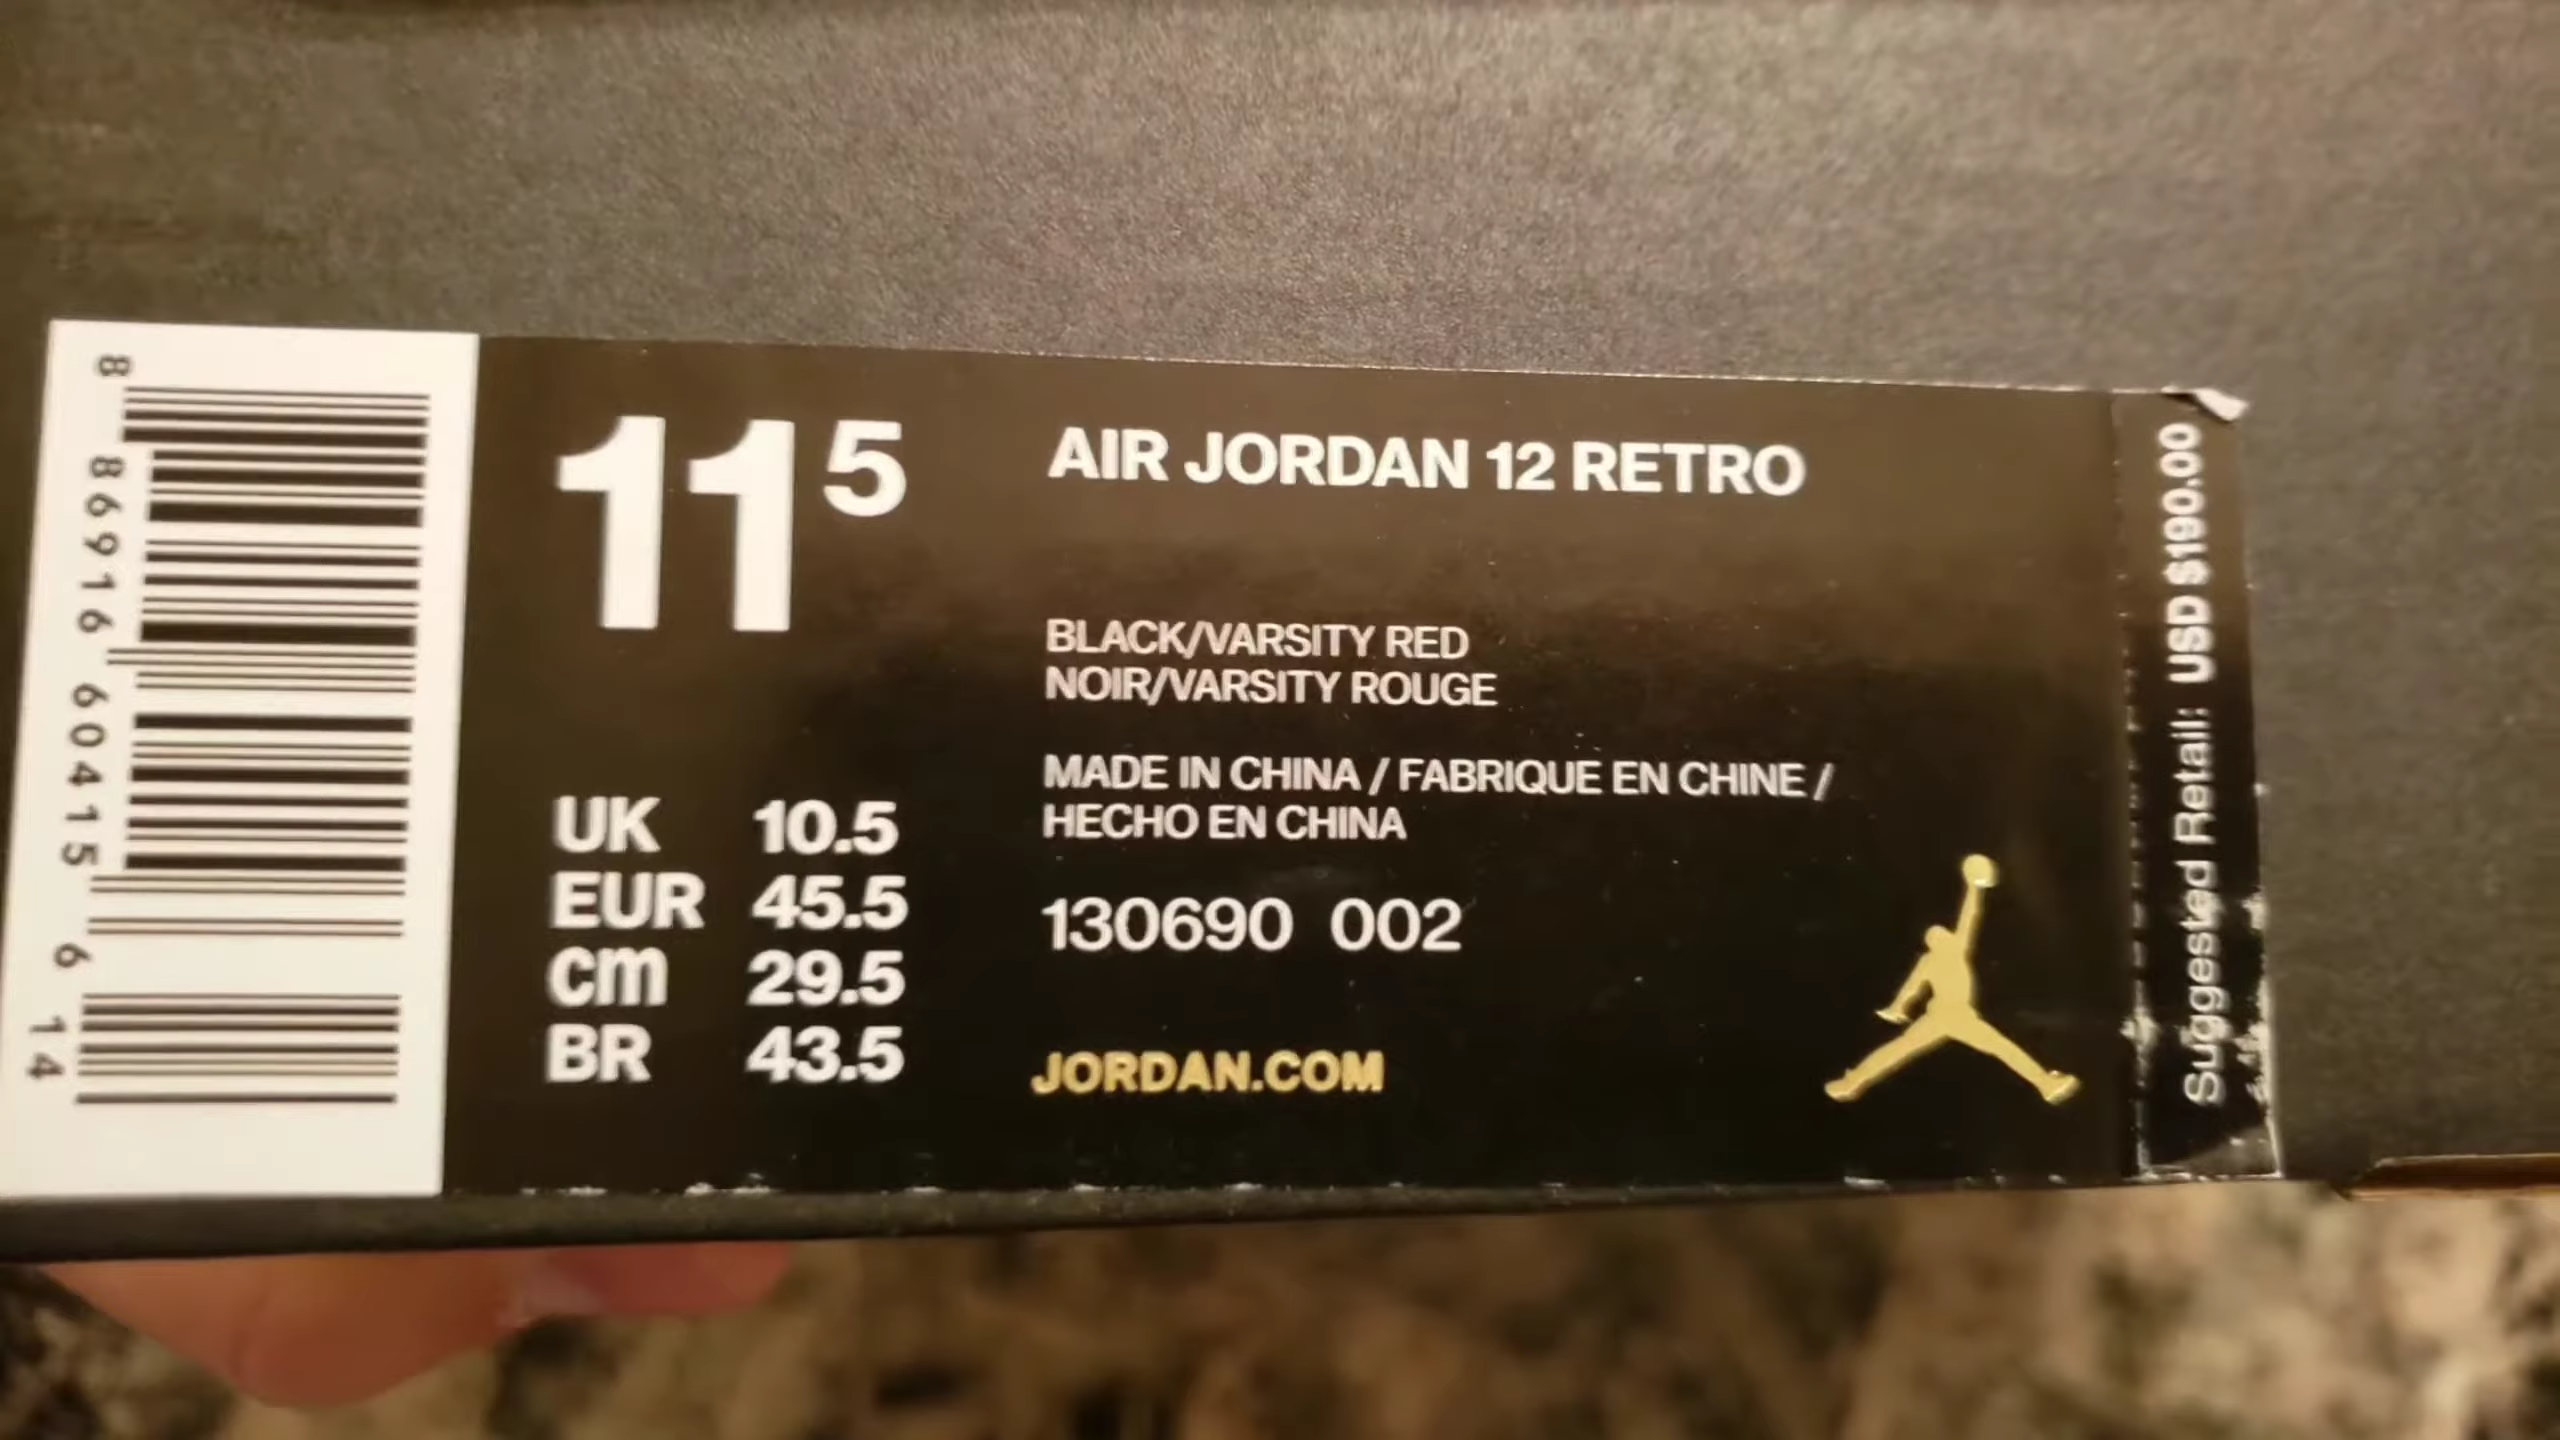 8 86916 60415 6 14
11 5
UK 10.5
EUR 45.5
cm 29.5
BR 43.5
AIR JORDAN 12 RETRO
BLACK/VARSITY RED
NOIR/VARSITY ROUGE
MADE IN CHINA / FABRIQUE EN CHINE /
HECHO EN CHINA
130690 002
JORDAN.COM
Suggested Retail: USD $190.00